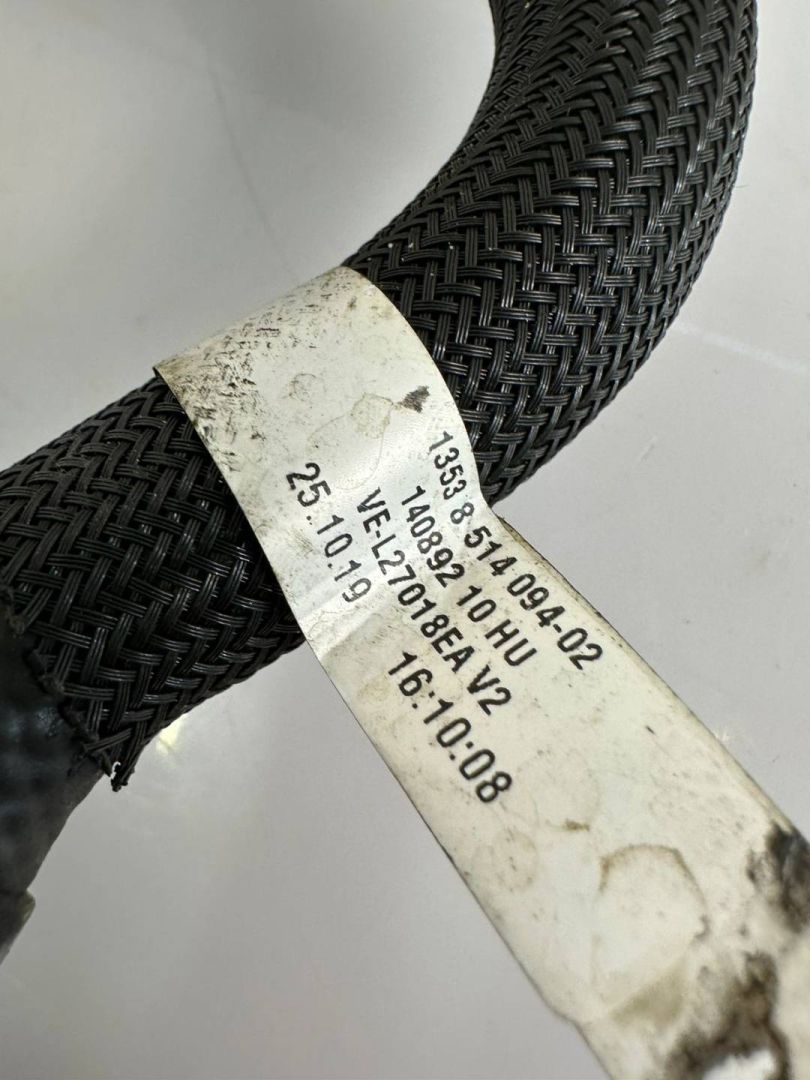 1353 8 514 094-02
140892 10 HU
VE-L27018EA V2
25.10.19 16:10:08